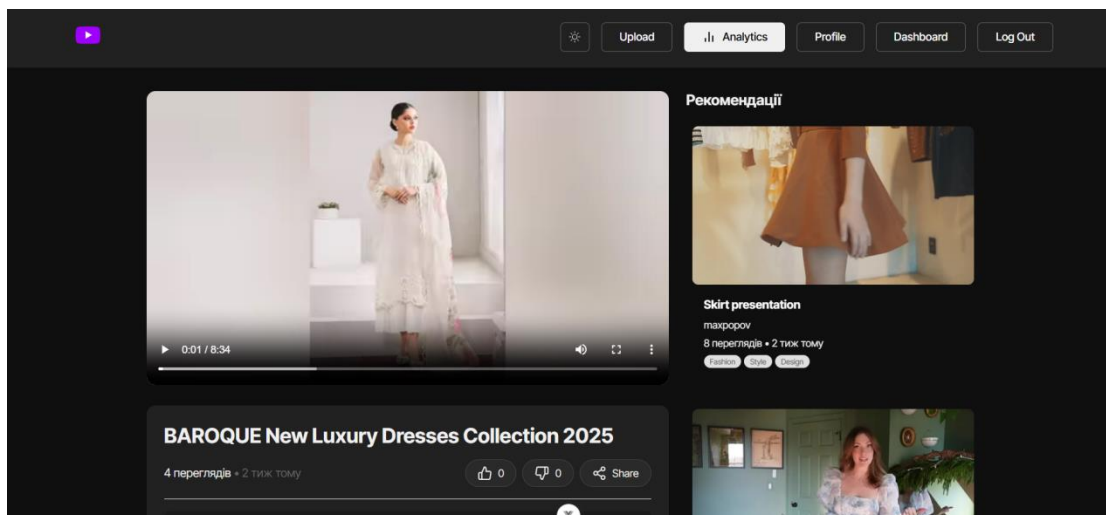 Upload
Analytics
Profile
Dashboard
Log Out
Рекомендації
0:01 / 8:34
Skirt presentation
maxpopov
8 переглядів • 2 тиж тому
Fashion
Style
Design
BAROQUE New Luxury Dresses Collection 2025
4 переглядів • 2 тиж тому
0
0
Share